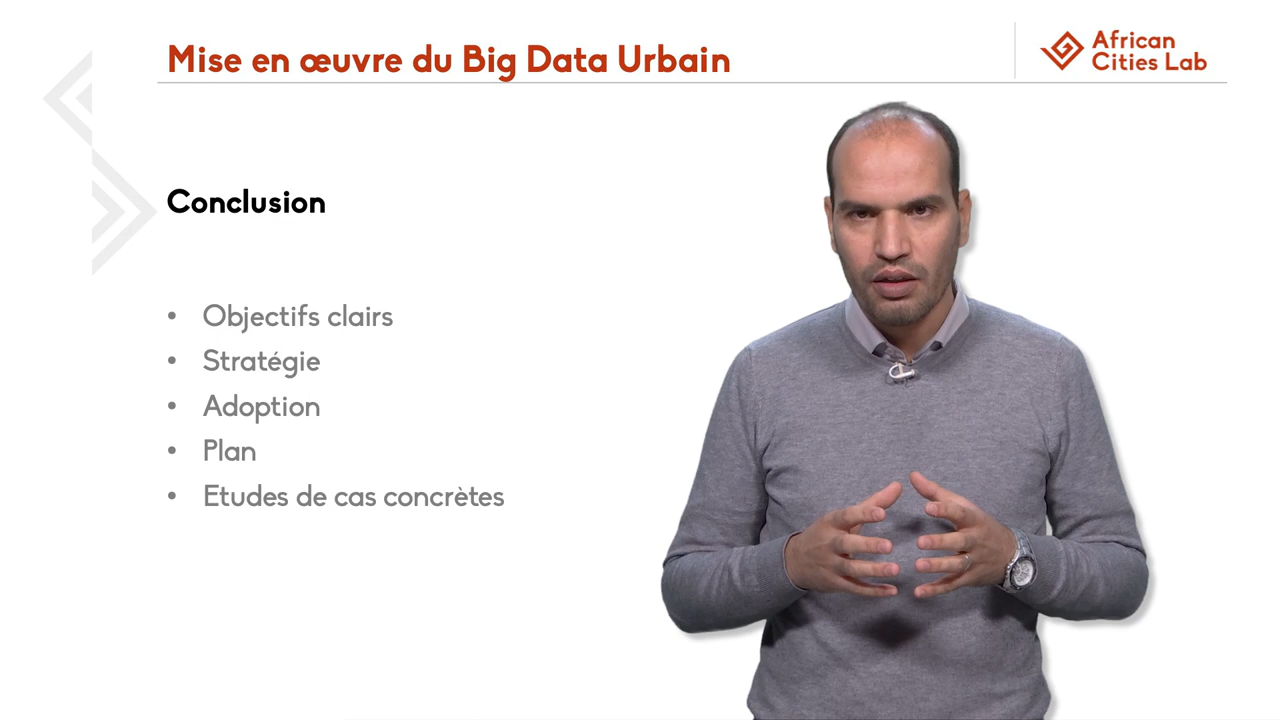 Mise en œuvre du Big Data Urbain
African
Cities Lab
Conclusion
• Objectifs clairs
• Stratégie
• Adoption
• Plan
• Etudes de cas concrètes